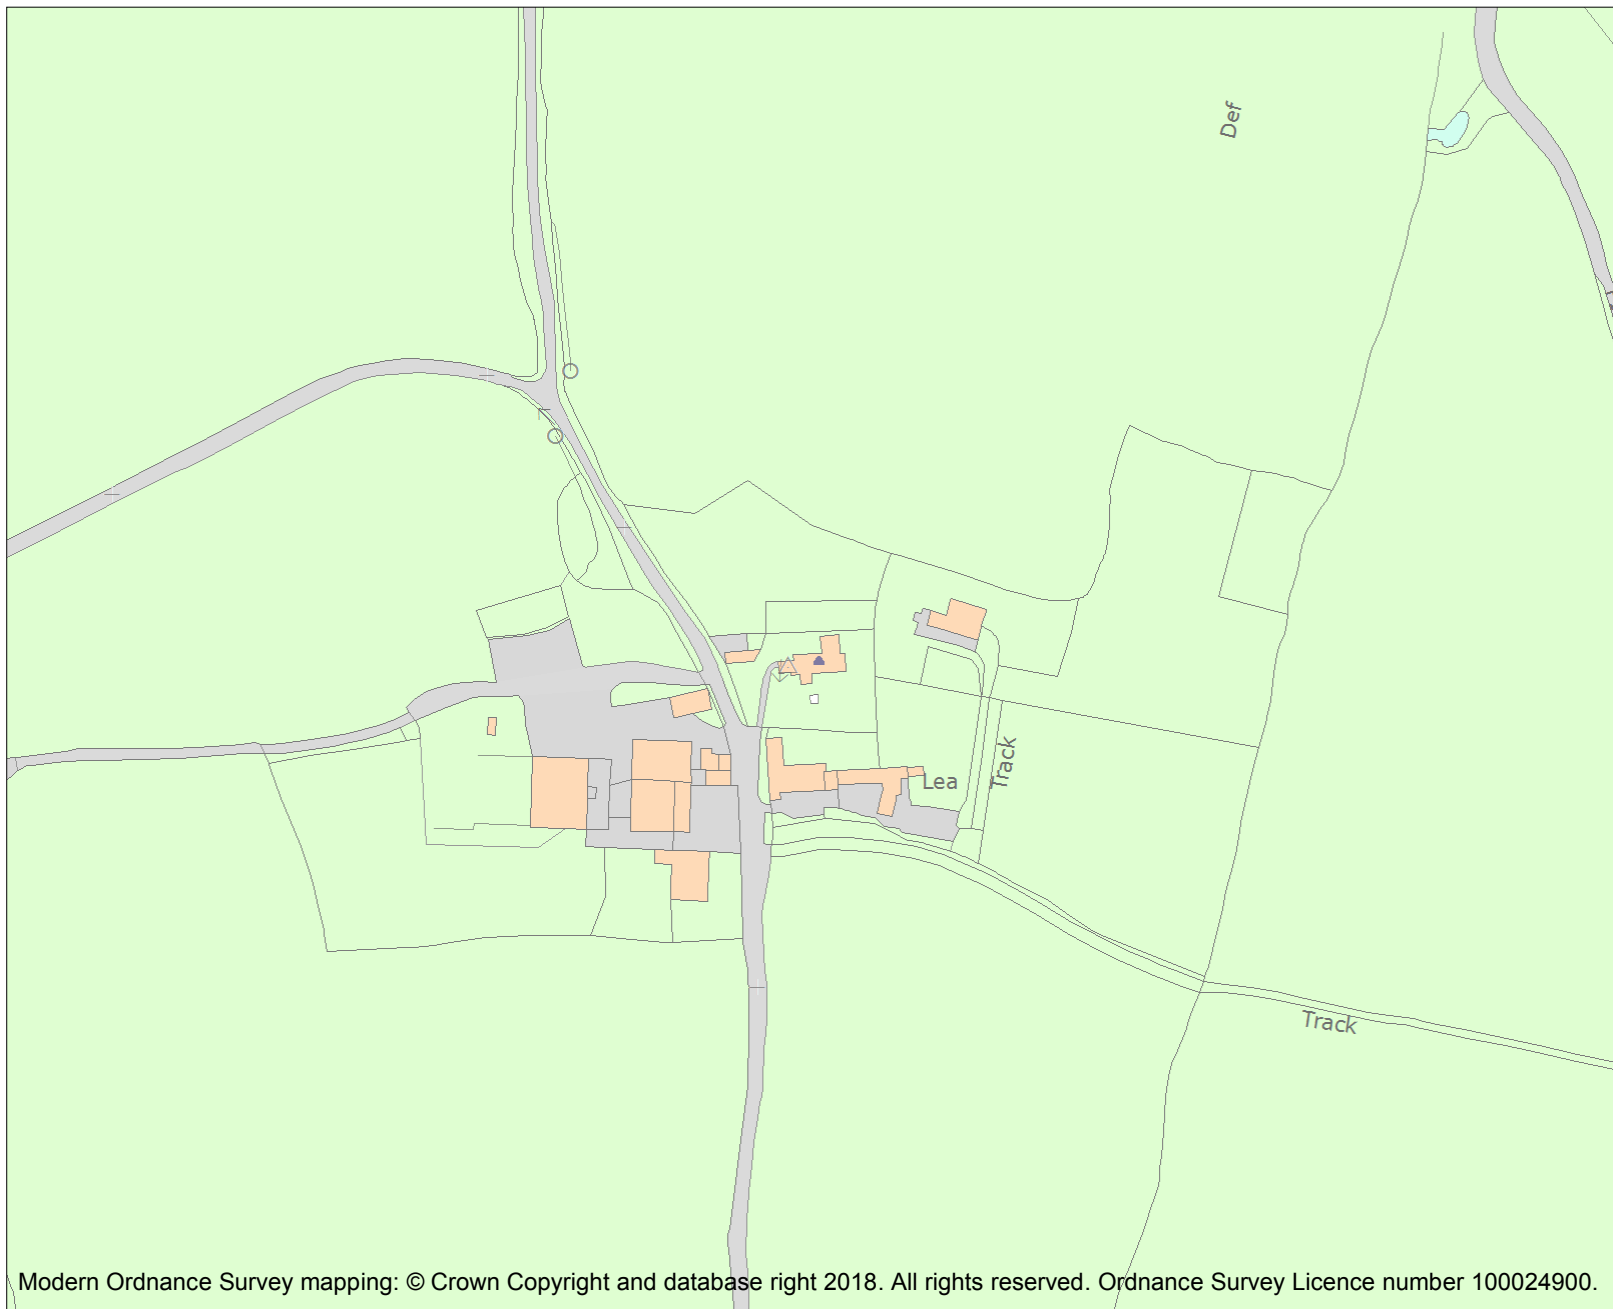 Def
Lea
Track
Track
Modern Ordnance Survey mapping: © Crown Copyright and database right 2018. All rights reserved. Ordnance Survey Licence number 100024900.